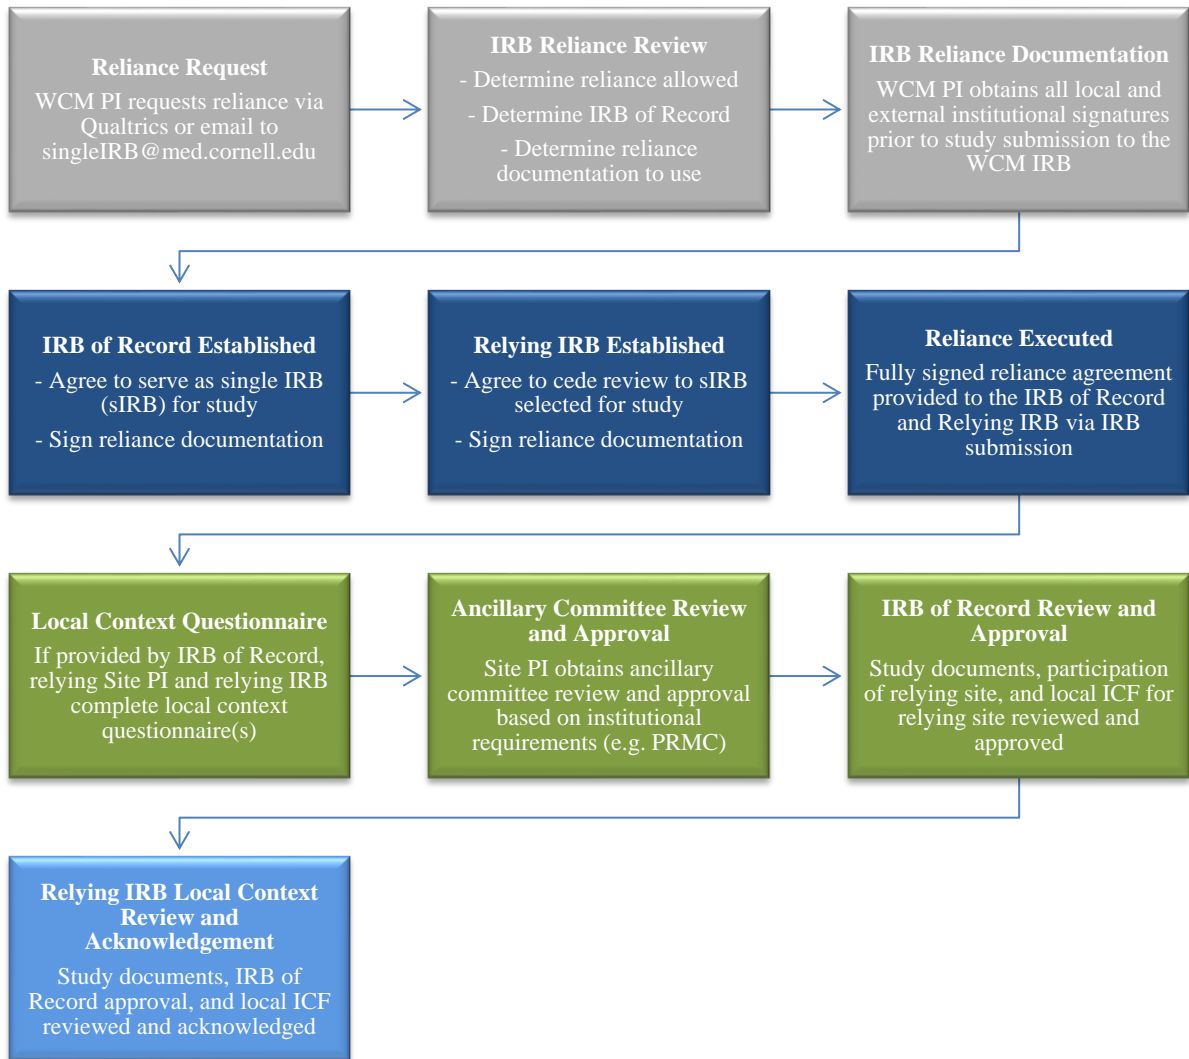 Reliance Request
WCM PI requests reliance via
Qualtrics or email to
singleIRB@med.cornell.edu
IRB Reliance Review
- Determine reliance allowed
- Determine IRB of Record
- Determine reliance
documentation to use
IRB Reliance Documentation
WCM PI obtains all local and
external institutional signatures
prior to study submission to the
WCM IRB
IRB of Record Established
- Agree to serve as single IRB
(sIRB) for study
- Sign reliance documentation
Relying IRB Established
- Agree to cede review to sIRB
selected for study
- Sign reliance documentation
Reliance Executed
Fully signed reliance agreement
provided to the IRB of Record
and Relying IRB via IRB
submission
Local Context Questionnaire
If provided by IRB of Record,
relying Site PI and relying IRB
complete local context
questionnaire(s)
Ancillary Committee Review
and Approval
Site PI obtains ancillary
committee review and approval
based on institutional
requirements (e.g. PRMC)
IRB of Record Review and
Approval
Study documents, participation
of relying site, and local ICF for
relying site reviewed and
approved
Relying IRB Local Context
Review and
Acknowledgement
Study documents, IRB of
Record approval, and local ICF
reviewed and acknowledged